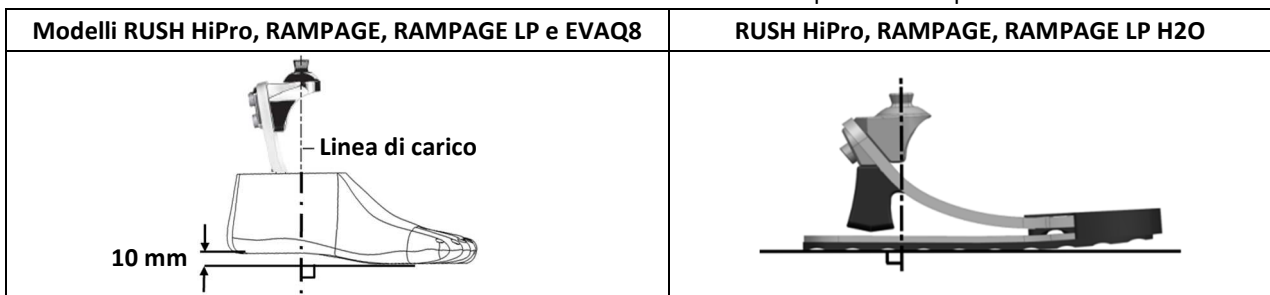 Modelli RUSH HiPro, RAMPAGE, RAMPAGE LP e EVAQ8
RUSH HiPro, RAMPAGE, RAMPAGE LP H2O
Linea di carico
10 mm